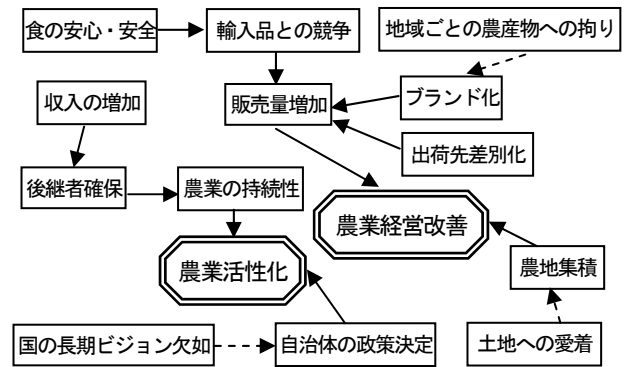 食の安心・安全
輸入品との競争
地域ごとの農産物への拘り
収入の増加
販売量増加
ブランド化
出荷先差別化
後継者確保
農業の持続性
農業経営改善
農業活性化
農地集積
国の長期ビジョン欠如
自治体の政策決定
土地への愛着